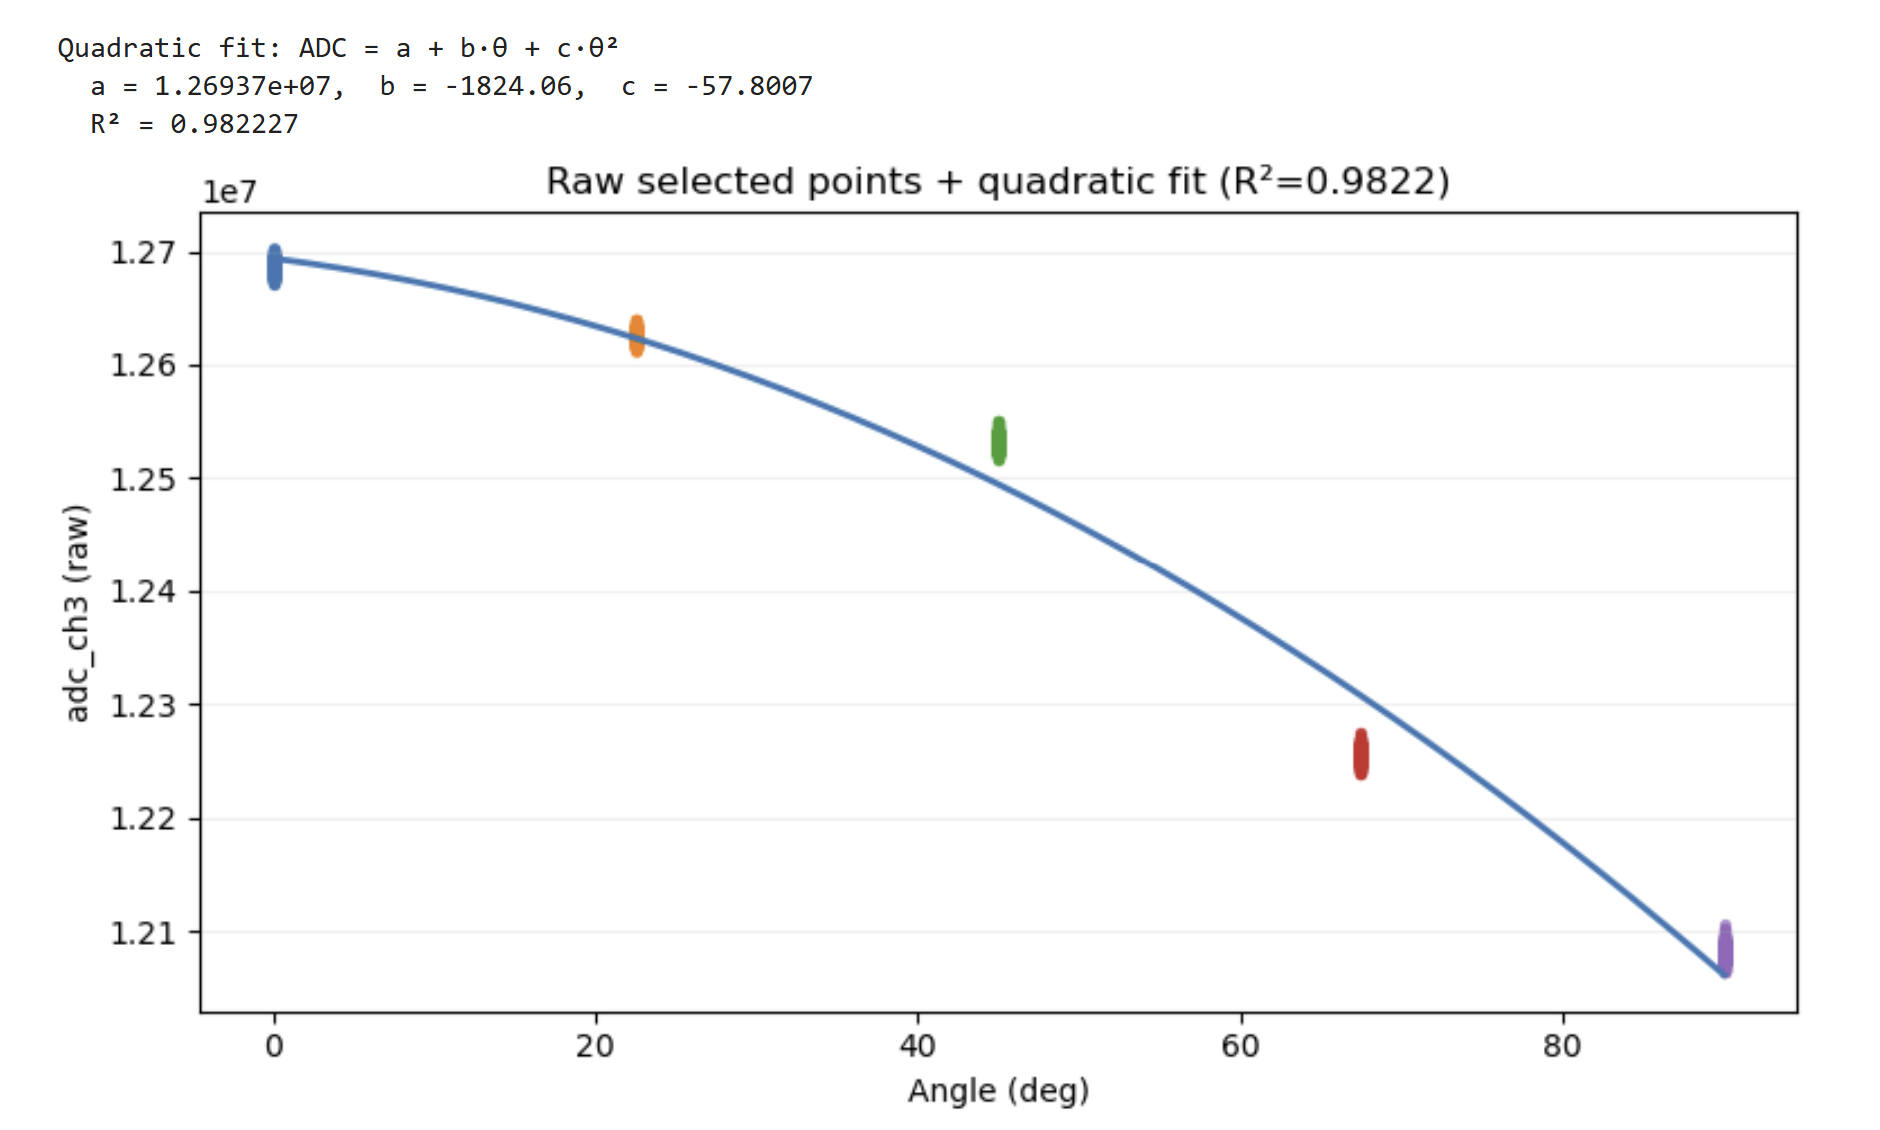 Quadratic fit: ADC = a + b·θ + c·θ²
a = 1.26937e+07, b = -1824.06, c = -57.8007
R² = 0.982227
Raw selected points + quadratic fit (R²=0.9822)
1e7
1.27
1.26
1.25
1.24
1.23
1.22
1.21
adc_ch3 (raw)
0 20 40 60 80
Angle (deg)